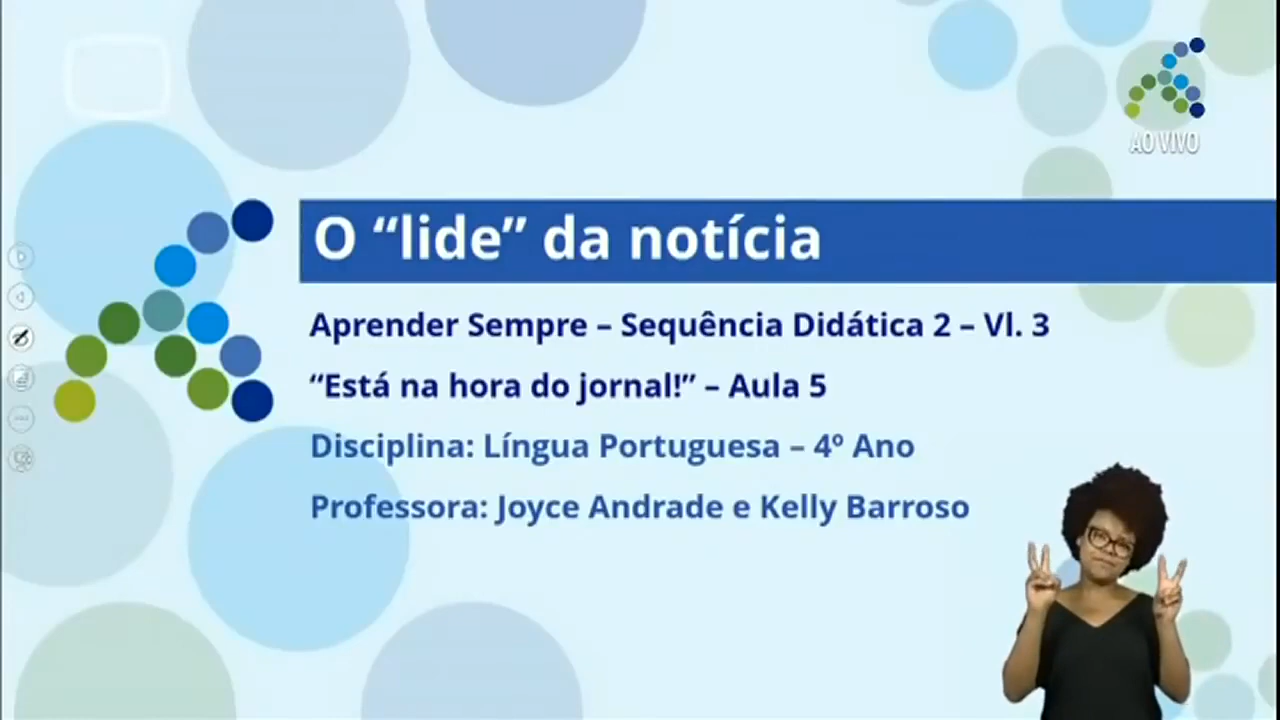 AO VIVO
O “lide” da notícia
Aprender Sempre – Sequência Didática 2 – Vl. 3
“Está na hora do jornal!” – Aula 5
Disciplina: Língua Portuguesa – 4º Ano
Professora: Joyce Andrade e Kelly Barroso